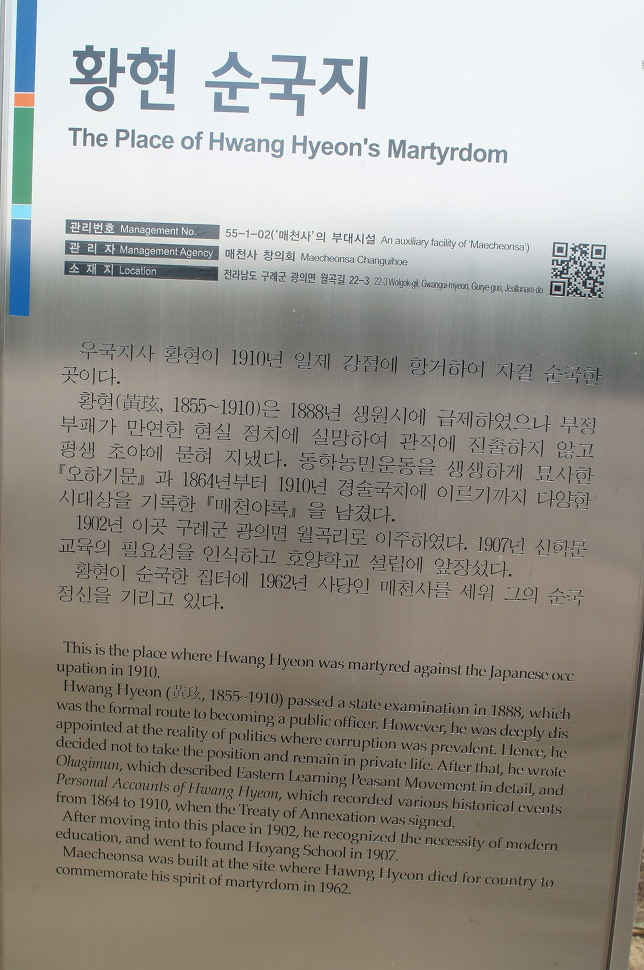 황현 순국지
The Place of Hwang Hyeon's Martyrdom
관리번호 Management No. 55-1-02('매천사'의 부대시설 An auxiliary facility of 'Maecheonsa')
관 리 자 Management Agency 매천사 창의회 Maecheonsa Changuihoe
소 재 지 Location 전라남도 구례군 광의면 월곡길 22-3 22-3 Wolgok-gil, Gwangui-myeon, Gurye-gun, Jeollanam-do
우국지사 황현이 1910년 일제 강점에 항거하여 자결 순국한
곳이다.
황현(黃玹, 1855~1910)은 1888년 생원시에 급제하였으나 부정
부패가 만연한 현실 정치에 실망하여 관직에 진출하지 않고
평생 초야에 묻혀 지냈다. 동학농민운동을 생생하게 묘사한
『오하기문』과 1864년부터 1910년 경술국치에 이르기까지 다양한
시대상을 기록한 『매천야록』을 남겼다.
1902년 이곳 구례군 광의면 월곡리로 이주하였다. 1907년 신학문
교육의 필요성을 인식하고 호양학교 설립에 앞장섰다.
황현이 순국한 집터에 1962년 사당인 매천사를 세워 그의 순국
정신을 기리고 있다.
This is the place where Hwang Hyeon was martyred against the Japanese occ
upation in 1910.
Hwang Hyeon (黃玹, 1855~1910) passed a state examination in 1888, which
was the formal route to becoming a public officer. However, he was deeply dis
appointed at the reality of politics where corruption was prevalent. Hence, he
decided not to take the position and remain in private life. After that, he wrote
Ohagimun, which described Eastern Learning Peasant Movement in detail, and
Personal Accounts of Hwang Hyeon, which recorded various historical events
from 1864 to 1910, when the Treaty of Annexation was signed.
After moving into this place in 1902, he recognized the necessity of modern
education, and went to found Hoyang School in 1907.
Maecheonsa was built at the site where Hawng Hyeon died for country to
commemorate his spirit of martyrdom in 1962.